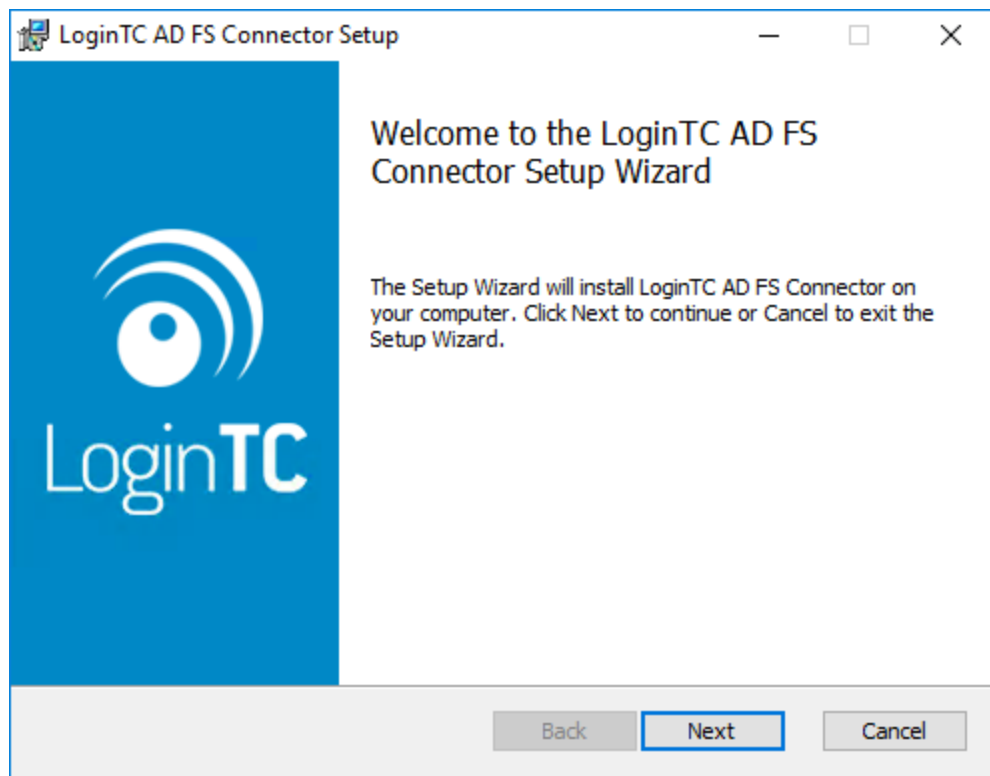 LoginTC AD FS Connector Setup
Welcome to the LoginTC AD FS
Connector Setup Wizard
The Setup Wizard will install LoginTC AD FS Connector on
your computer. Click Next to continue or Cancel to exit the
Setup Wizard.
LoginTC
Back
Next
Cancel